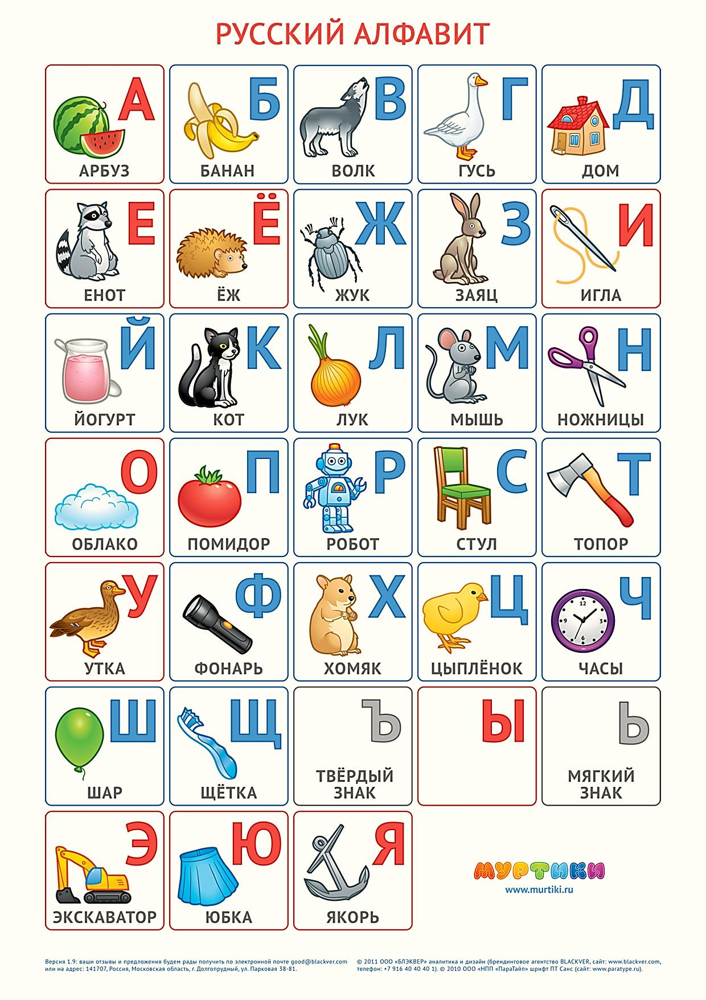 РУССКИЙ АЛФАВИТ
А
АРБУЗ
Б
БАНАН
В
ВОЛК
Г
ГУСЬ
Д
ДОМ
Е
ЕНОТ
Ё
ЁЖ
Ж
ЖУК
З
ЗАЯЦ
И
ИГЛА
Й
ЙОГУРТ
К
КОТ
Л
ЛУК
М
МЫШЬ
Н
НОЖНИЦЫ
О
ОБЛАКО
П
ПОМИДОР
Р
РОБОТ
С
СТУЛ
Т
ТОПОР
У
УТКА
Ф
ФОНАРЬ
Х
ХОМЯК
Ц
ЦЫПЛЁНОК
Ч
12
9
3
6
ЧАСЫ
Ш
ШАР
Щ
ЩЁТКА
Ъ
ТВЁРДЫЙ
ЗНАК
Ы
Ь
МЯГКИЙ
ЗНАК
Э
ЭКСКАВАТОР
Ю
ЮБКА
Я
ЯКОРЬ
МУРТИКИ
www.murtiki.ru
Версия 1.9: ваши отзывы и предложения будем рады получить по электронной почте good@blackver.com
или на адрес: 141707, Россия, Московская область, г. Долгопрудный, ул. Парковая 38-81.
© 2011 ООО «БЛЭКВЕР» аналитика и дизайн (брендинговое агентство BLACKVER, сайт: www.blackver.com,
телефон: +7 916 40 40 40 1). © 2010 ООО «НПП «ПараТайп» шрифт ПТ Санс (сайт: www.paratype.ru).